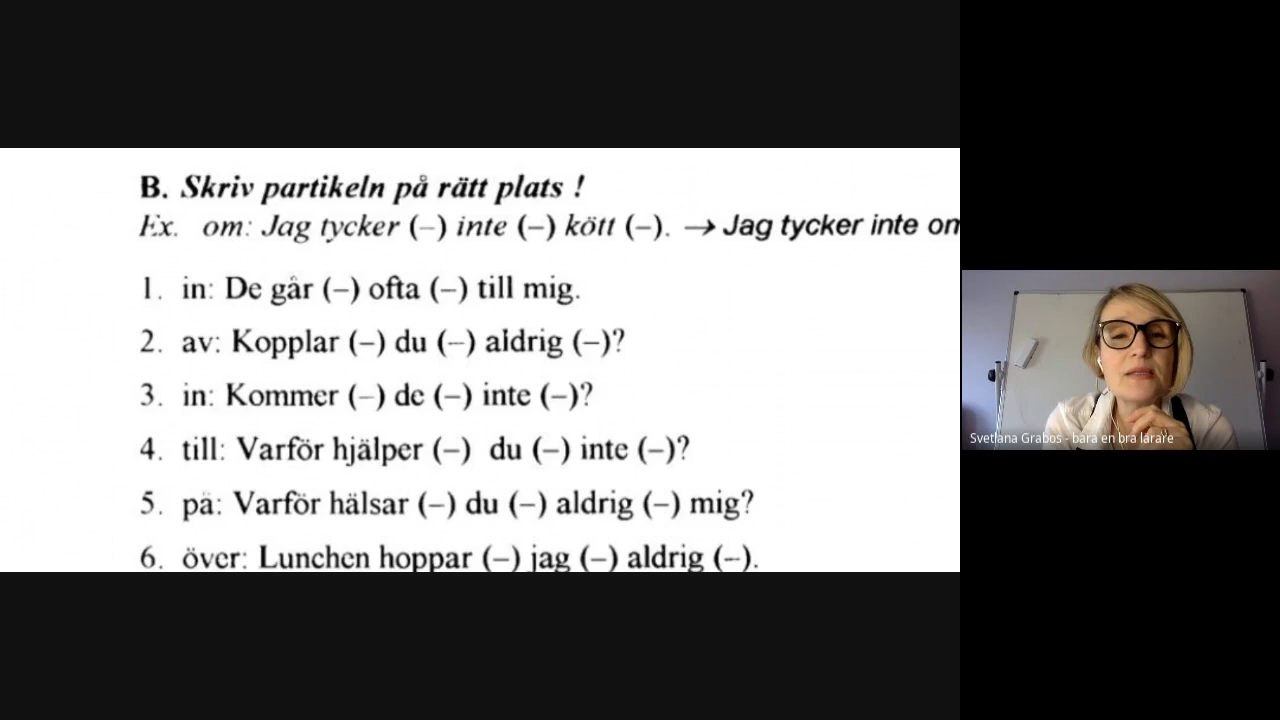 B. Skriv partikeln på rätt plats !
Ex. om: Jag tycker (–) inte (–) kött (–). → Jag tycker inte om
1. in: De går (–) ofta (–) till mig.
2. av: Kopplar (–) du (–) aldrig (–)?
3. in: Kommer (–) de (–) inte (–)?
4. till: Varför hjälper (–) du (–) inte (–)?
5. på: Varför hälsar (–) du (–) aldrig (–) mig?
6. över: Lunchen hoppar (–) jag (–) aldrig (–).
Svetlana Grabos - bara en bra lärare